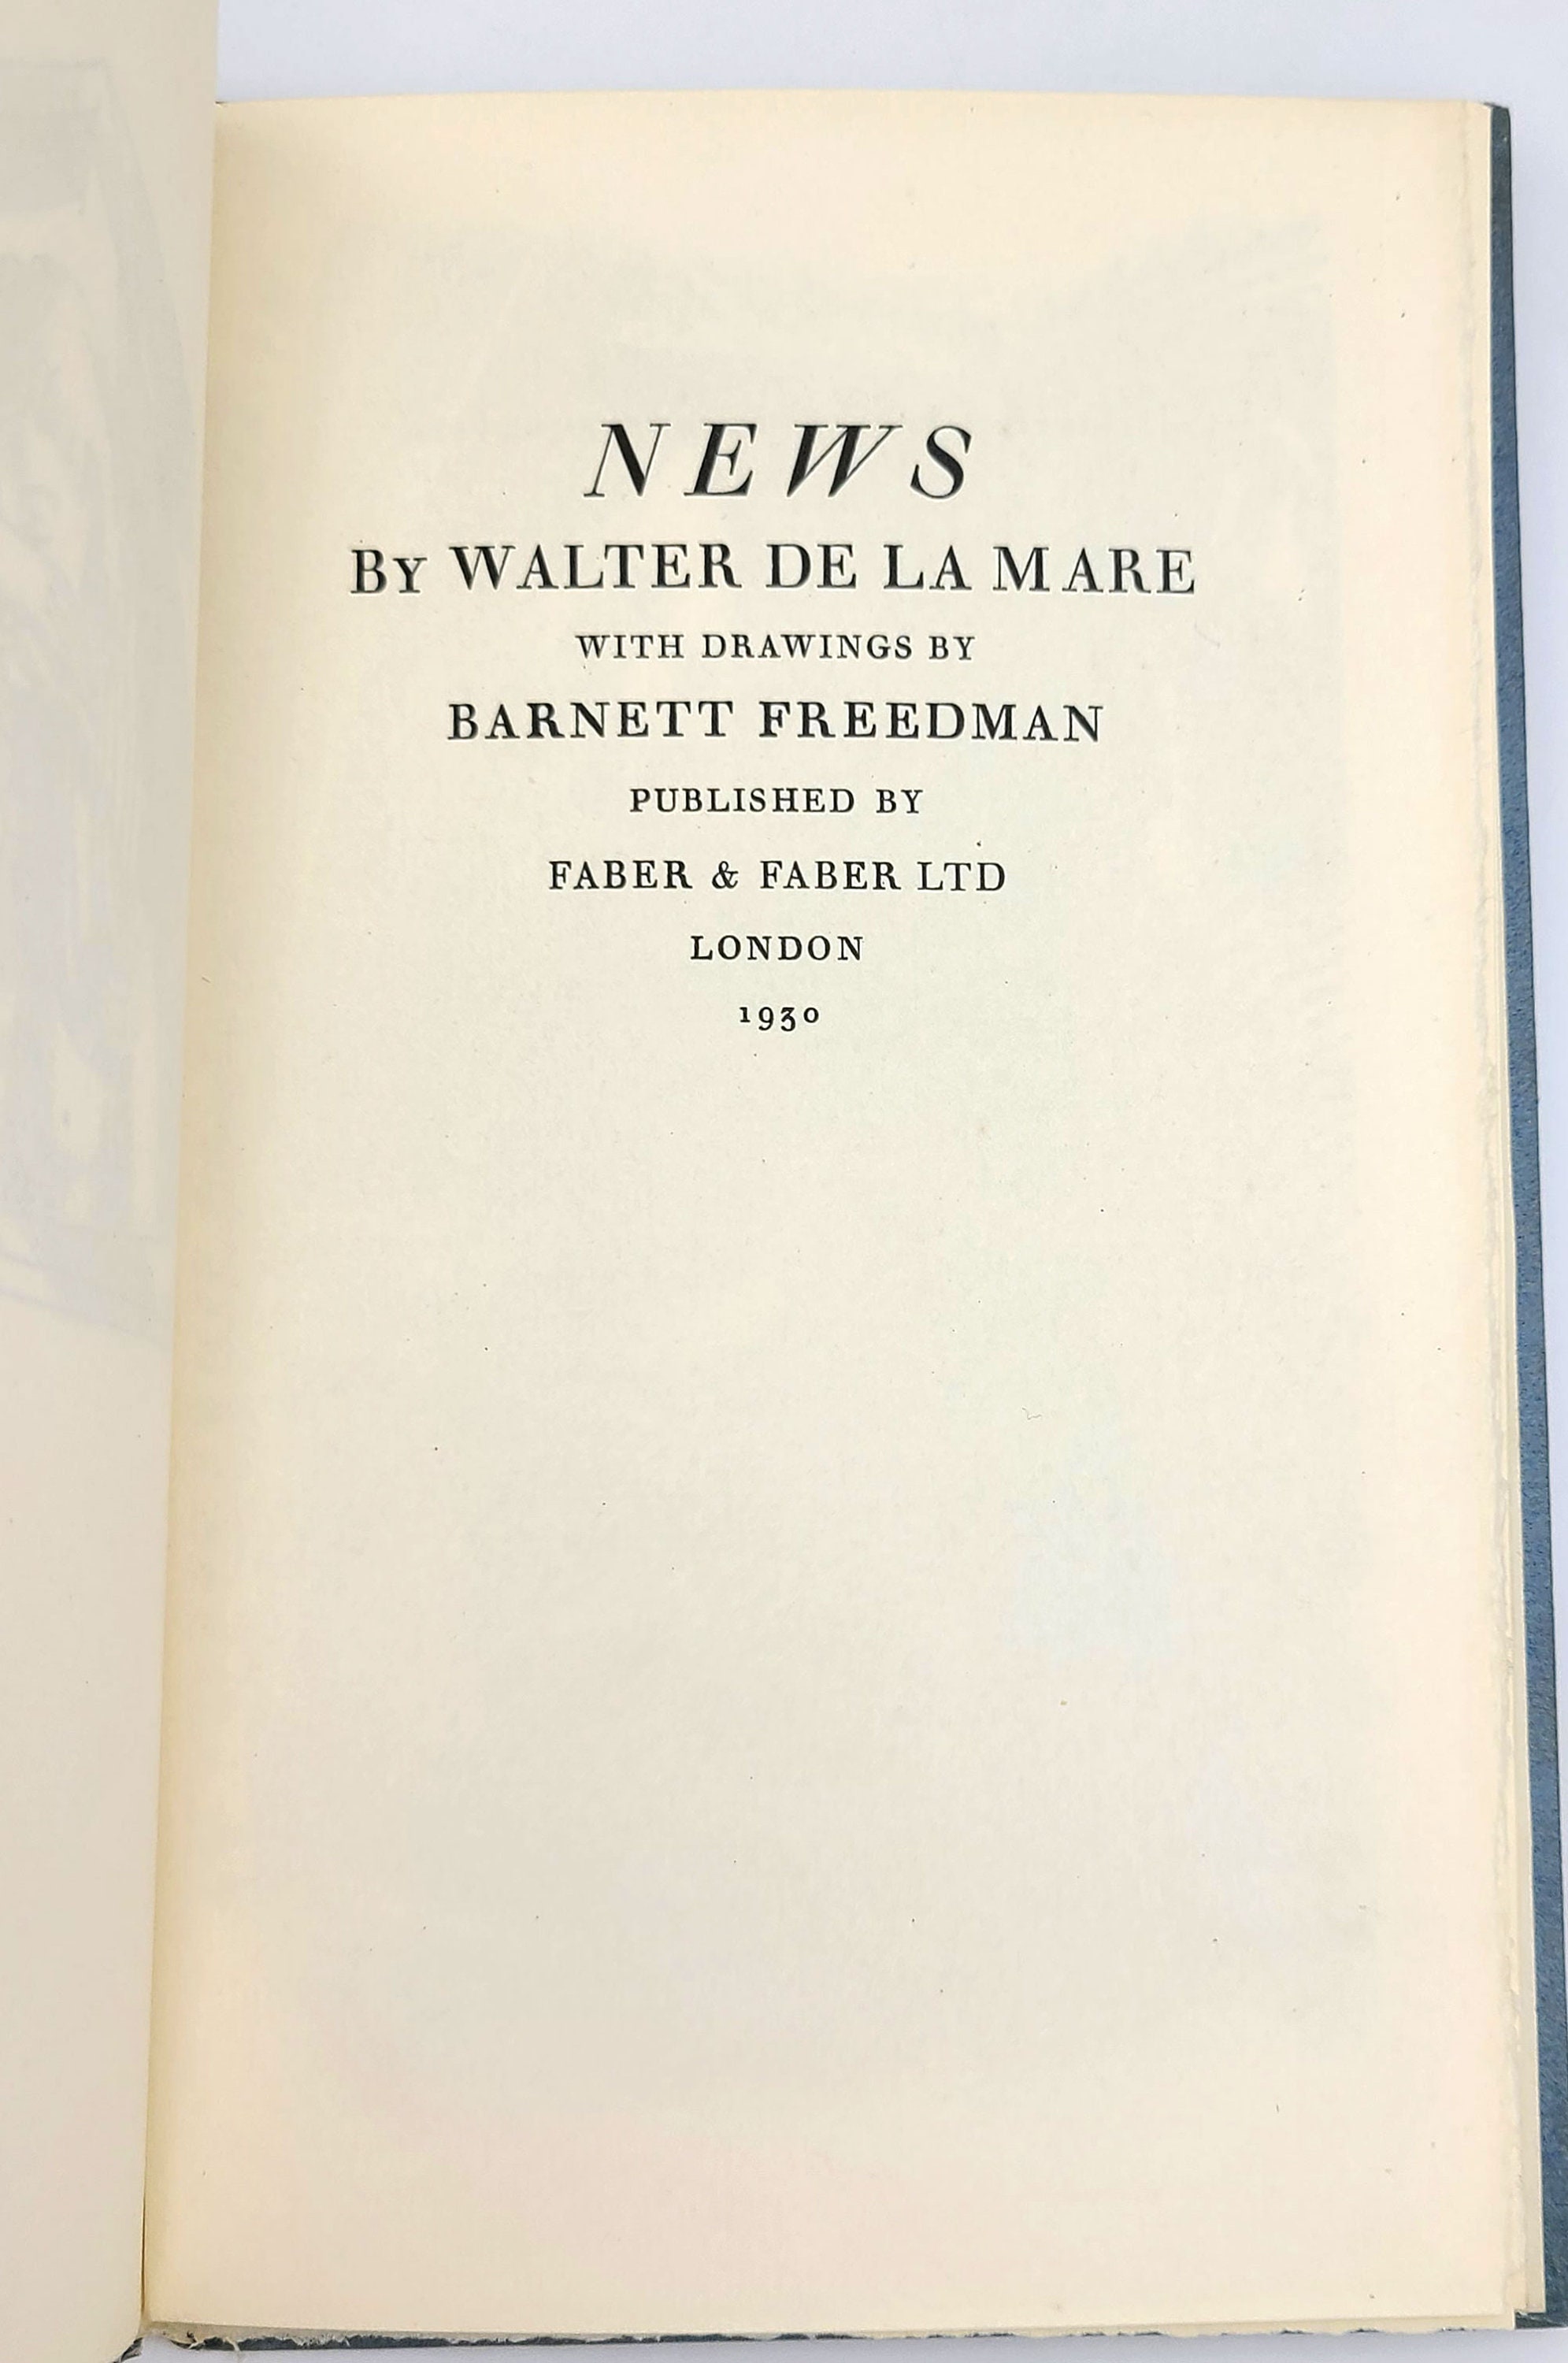 NEWS
By WALTER DE LA MARE
WITH DRAWINGS BY
BARNETT FREEDMAN
PUBLISHED BY
FABER & FABER LTD
LONDON
1930